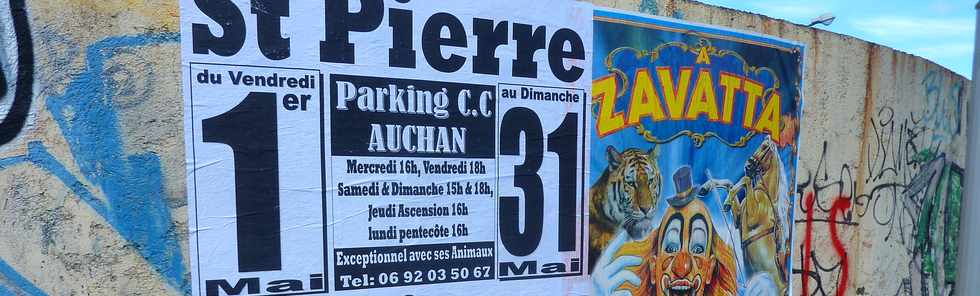 St Pierre
du Vendredi
1er
Mai
Parking C.C
AUCHAN
Mercredi 16h, Vendredi 18h
Samedi & Dimanche 15h & 18h,
Jeudi Ascension 16h
lundi pentecôte 16h
Exceptionnel avec ses Animaux
Tel: 06 92 03 50 67
au Dimanche
31
Mai
A
ZAVATTA